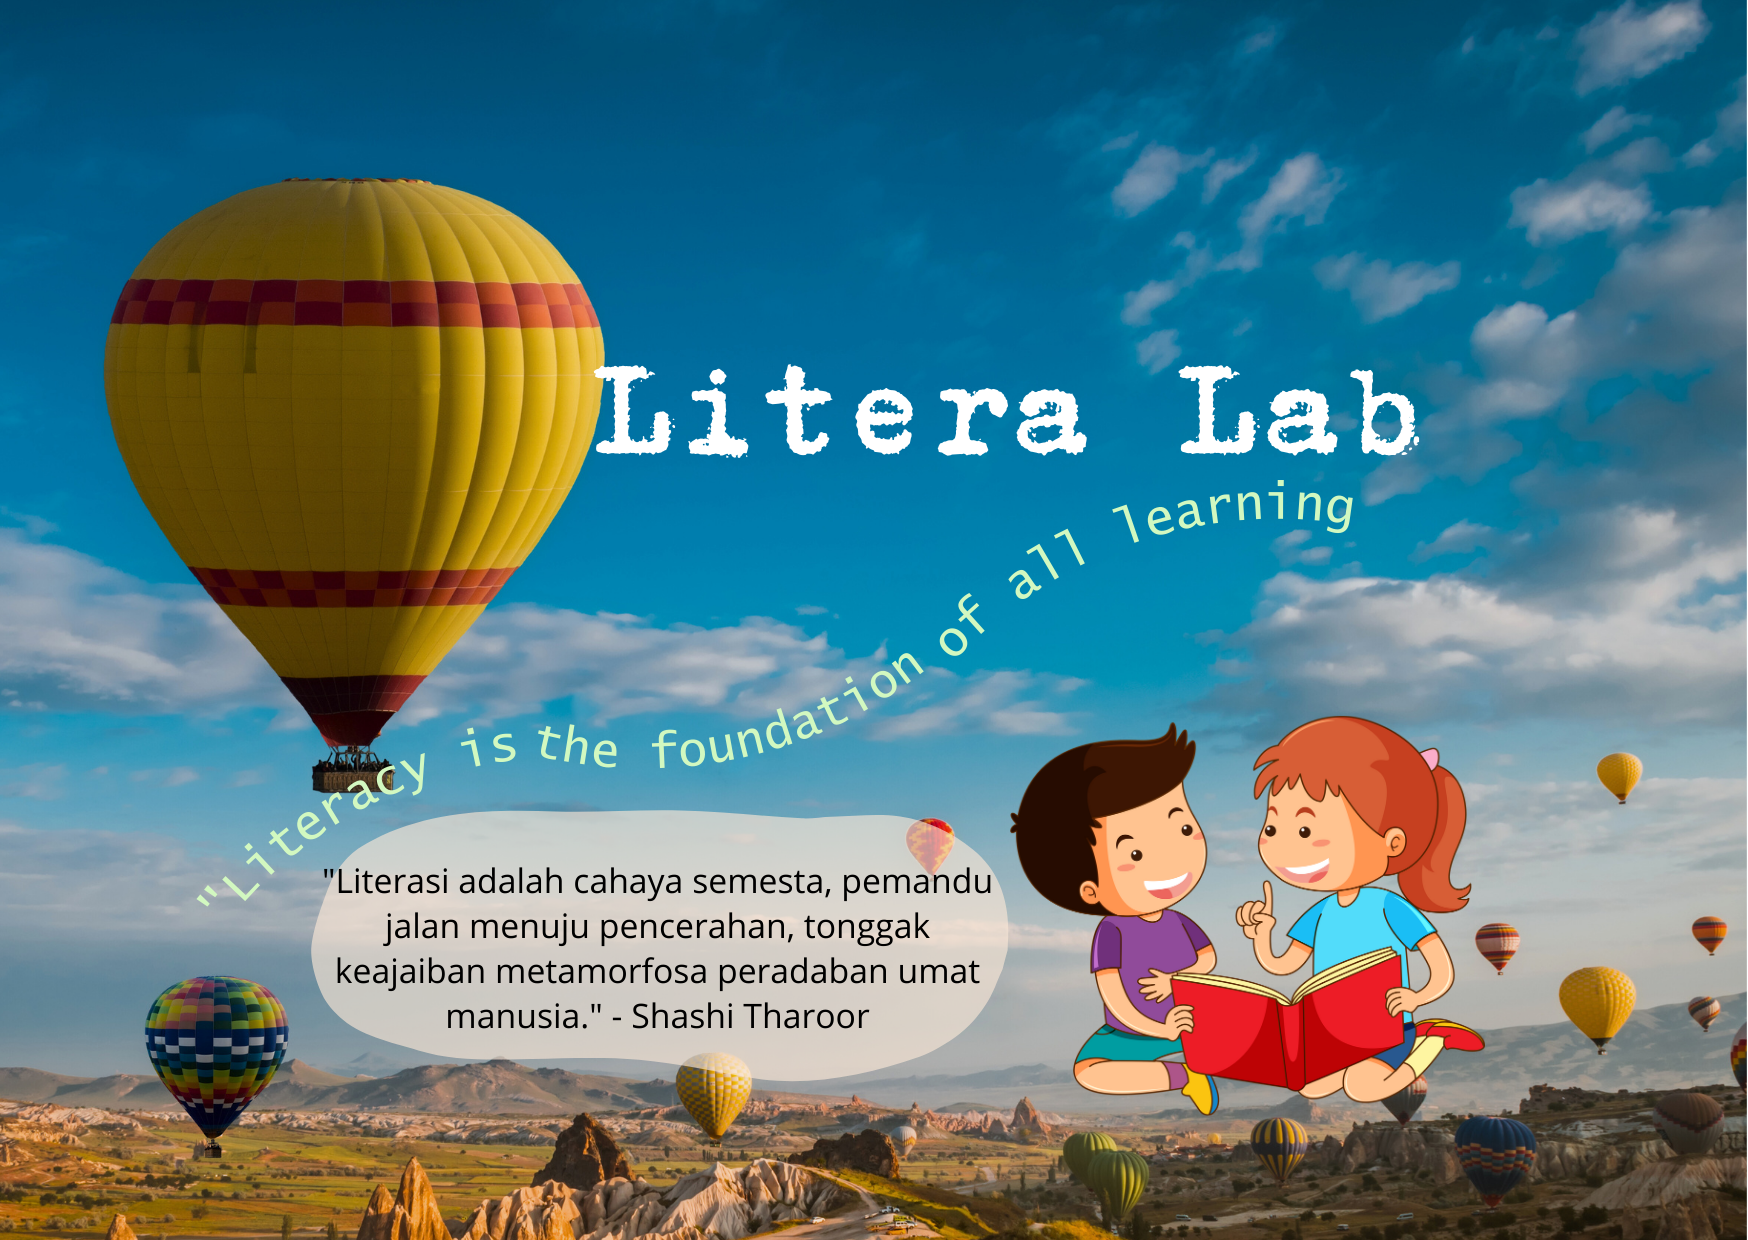 Litera Lab
"Literacy is the foundation of all learning
"Literasi adalah cahaya semesta, pemandu
jalan menuju pencerahan, tonggak
keajaiban metamorfosa peradaban umat
manusia." - Shashi Tharoor